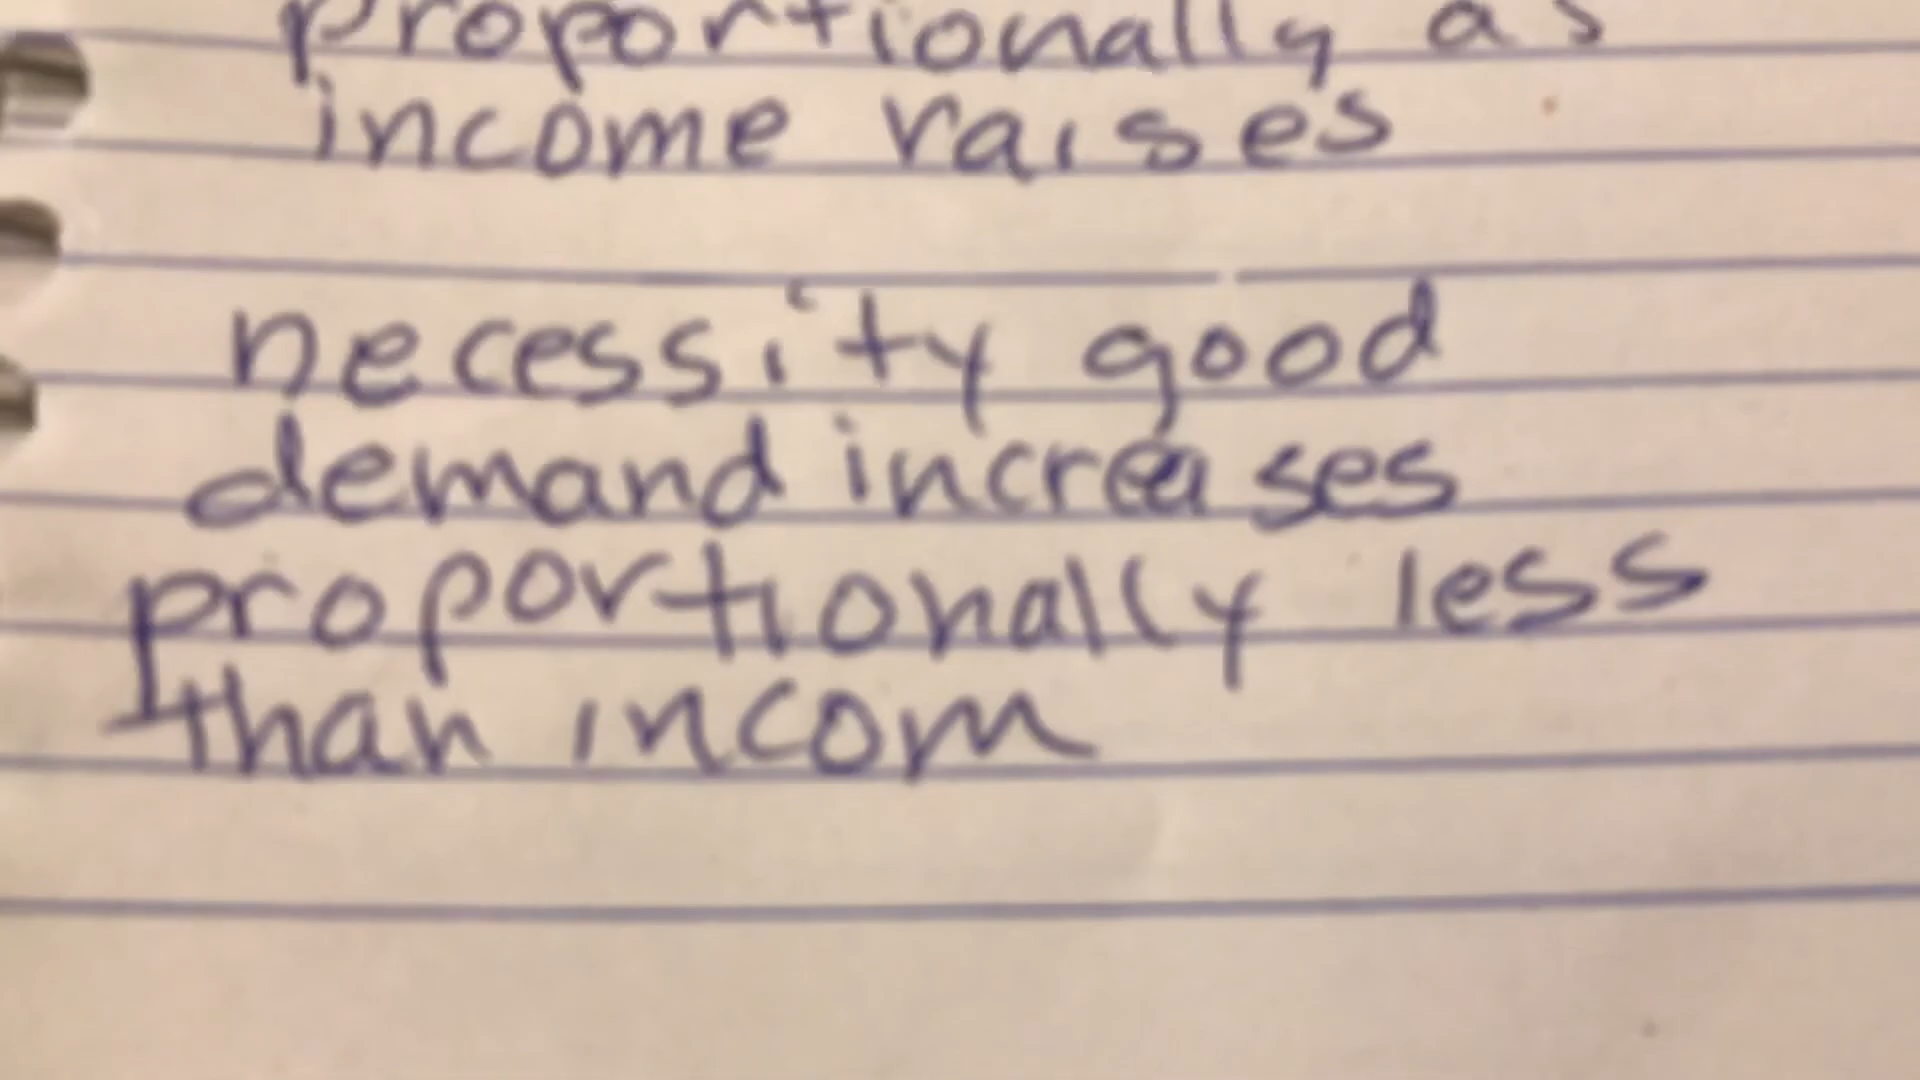 proportionally as
income raises
necessity good
demand increases
proportionally less
than incom